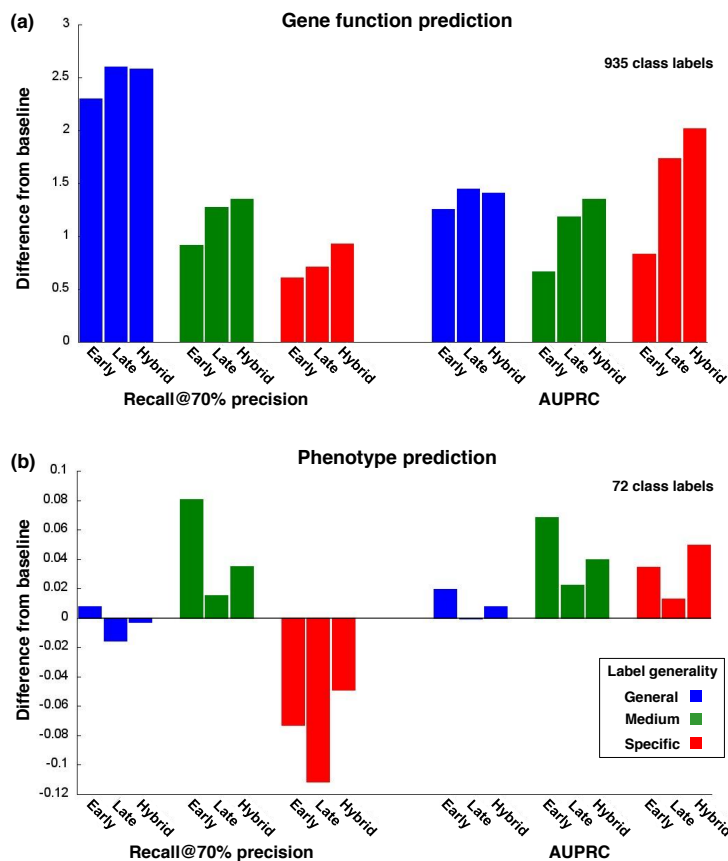 (a)
Gene function prediction
935 class labels
Difference from baseline
3
2.5
2
1.5
1
0.5
0
Early Late Hybrid Early Late Hybrid Early Late Hybrid Early Late Hybrid Early Late Hybrid Early Late Hybrid
Recall@70% precision AUPRC
(b)
Phenotype prediction
72 class labels
Difference from baseline
0.1
0.08
0.06
0.04
0.02
0
-0.02
-0.04
-0.06
-0.08
-0.1
-0.12
Label generality
General
Medium
Specific
Early Late Hybrid Early Late Hybrid Early Late Hybrid Early Late Hybrid Early Late Hybrid Early Late Hybrid
Recall@70% precision AUPRC